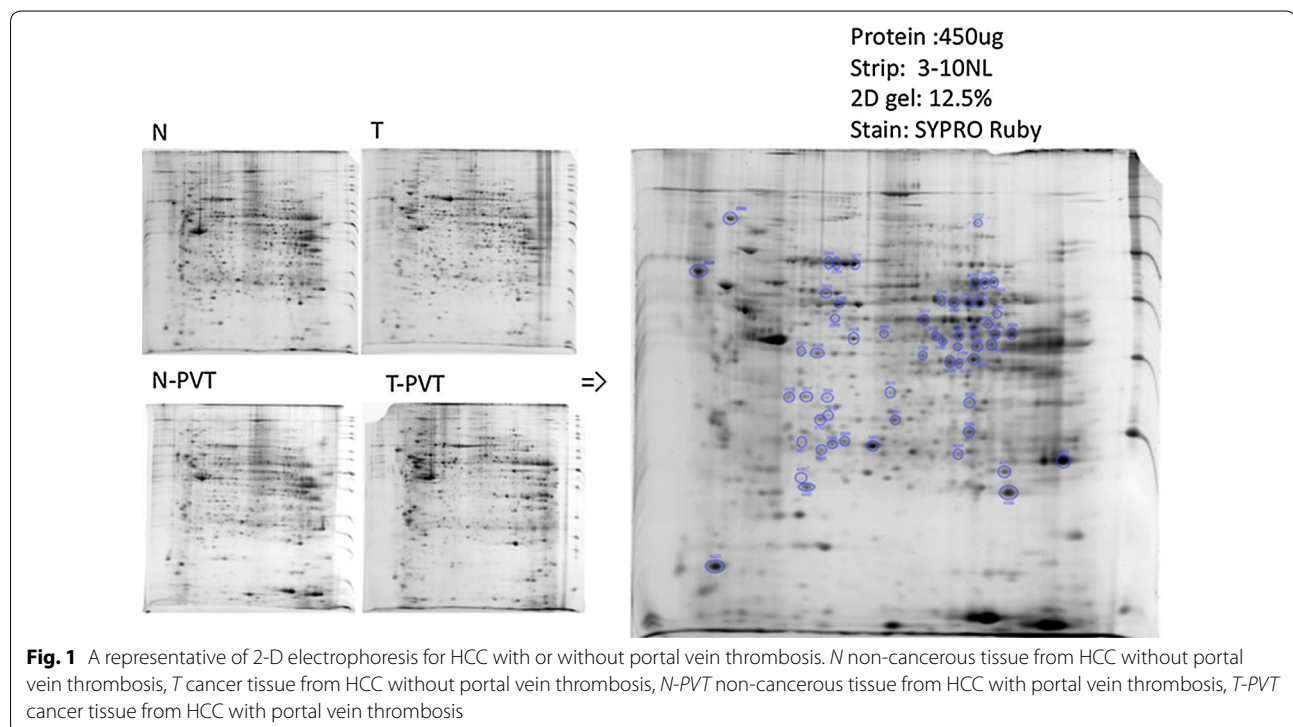 Protein :450ug
Strip:  3-10NL
2D gel: 12.5%
Stain: SYPRO Ruby
N
T
N-PVT
T-PVT
=>
Fig. 1 A representative of 2-D electrophoresis for HCC with or without portal vein thrombosis. N non-cancerous tissue from HCC without portal
vein thrombosis, T cancer tissue from HCC without portal vein thrombosis, N-PVT non-cancerous tissue from HCC with portal vein thrombosis, T-PVT
cancer tissue from HCC with portal vein thrombosis